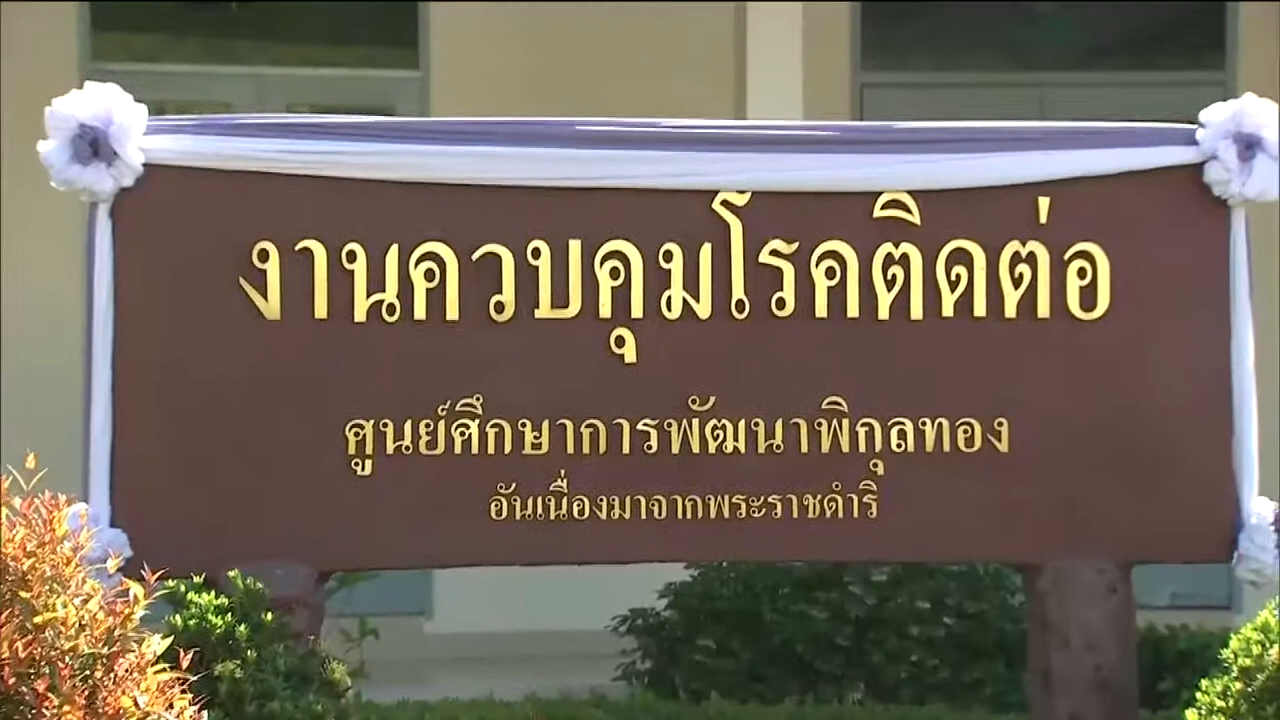 งานควบคุมโรคติดต่อ
ศูนย์ศึกษาการพัฒนาพิกุลทอง
อันเนื่องมาจากพระราชดำริ